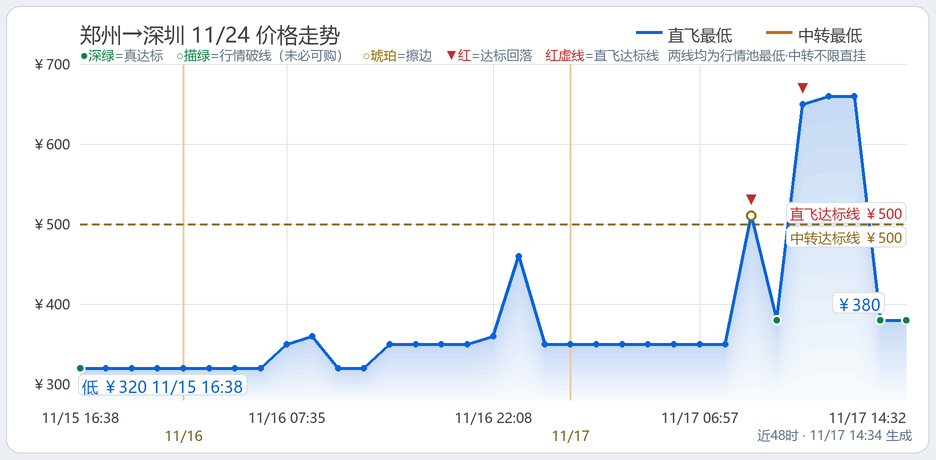 郑州→深圳 11/24 价格走势
直飞最低 中转最低
●深绿=真达标 ○描绿=行情破线（未必可购） ○琥珀=擦边 ▼红=达标回落 红虚线=直飞达标线 两线均为行情池最低·中转不限直挂
¥700
¥600
¥500
¥400
¥300
直飞达标线 ¥500
中转达标线 ¥500
¥380
低 ¥320 11/15 16:38
11/15 16:38 11/16 07:35 11/16 22:08 11/17 06:57 11/17 14:32
11/16 11/17
近48时 · 11/17 14:34 生成